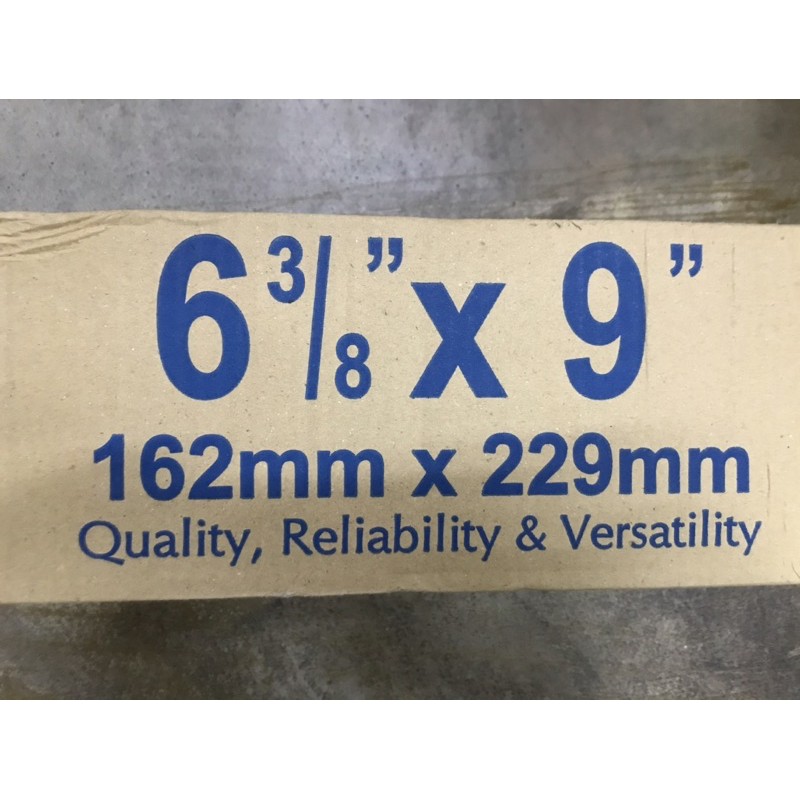 6 3/8” x 9”
162mm x 229mm
Quality, Reliability & Versatility